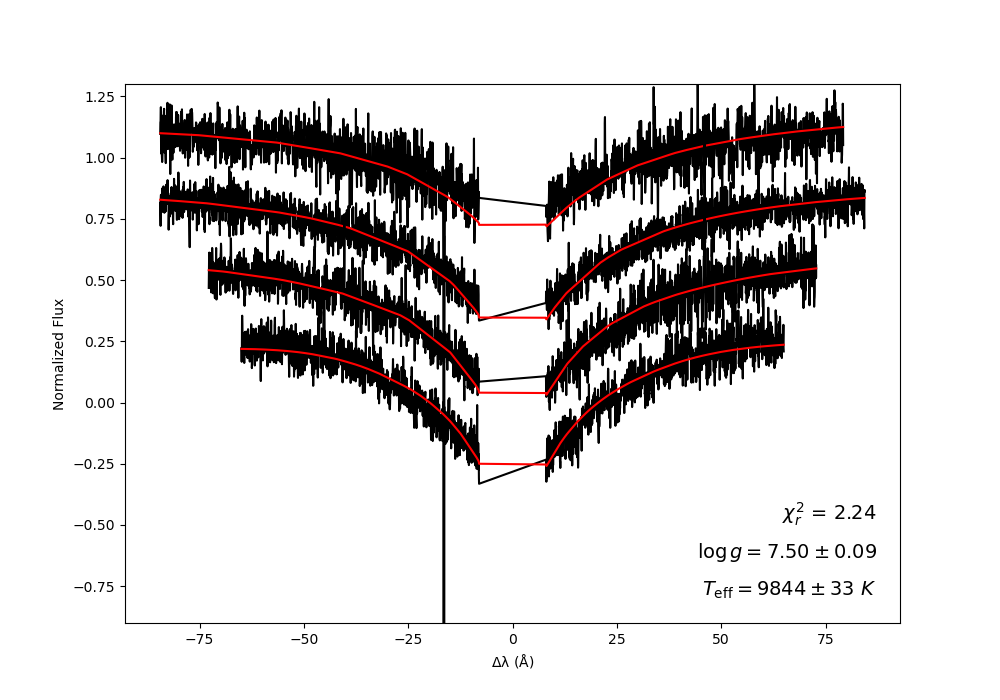 1.25
1.00
0.75
0.50
0.25
0.00
−0.25
−0.50
−0.75
Normalized Flux
χ²ᵣ = 2.24
log g = 7.50 ± 0.09
T_eff = 9844 ± 33 K
−75 −50 −25 0 25 50 75
Δλ (Å)